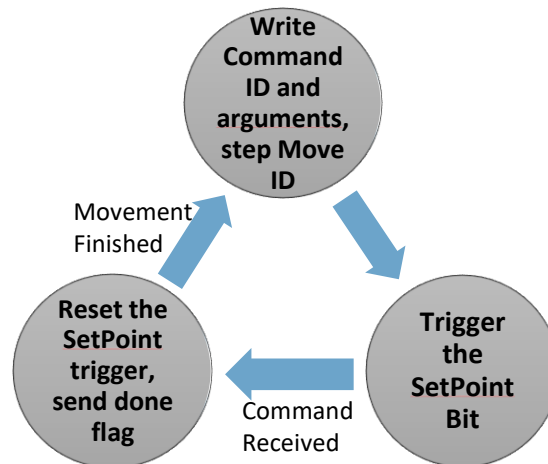 Write
Command
ID and
arguments,
step Move
ID
Movement
Finished
Reset the
SetPoint
trigger,
send done
flag
Trigger
the
SetPoint
Bit
Command
Received